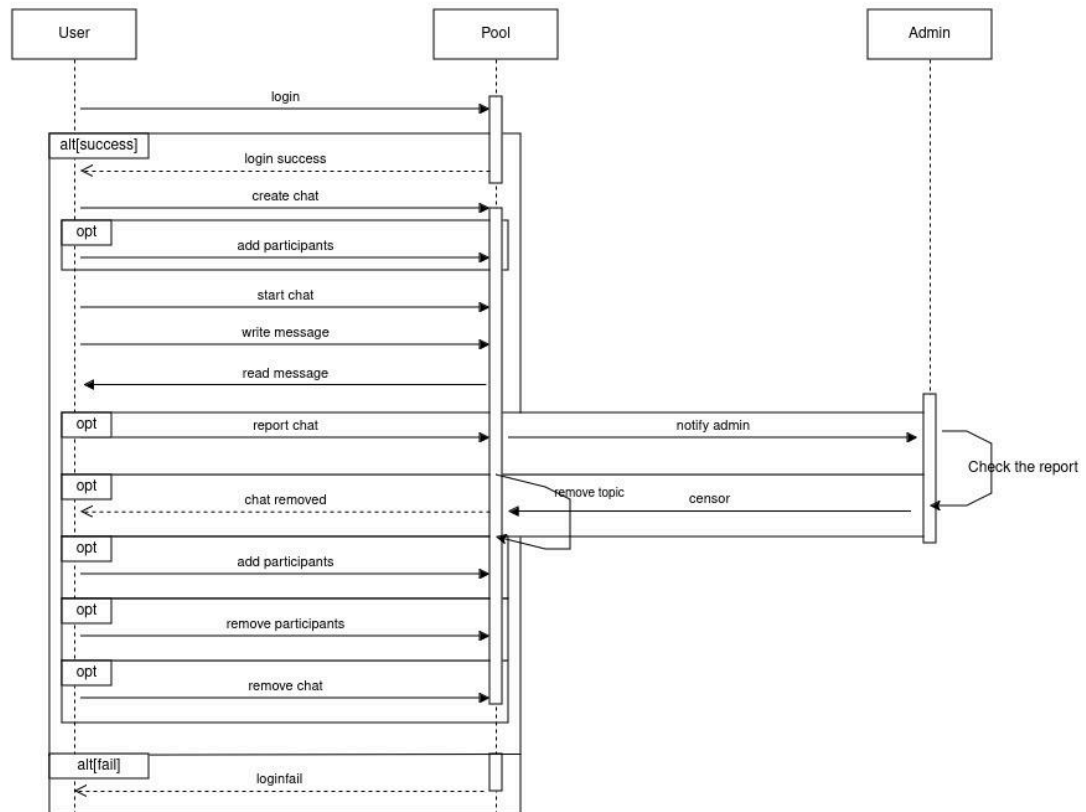 User
Pool
Admin
login
alt[success]
login success
create chat
opt
add participants
start chat
write message
read message
opt
report chat
notify admin
Check the report
opt
chat removed
remove topic
censor
opt
add participants
opt
remove participants
opt
remove chat
alt[fail]
loginfail